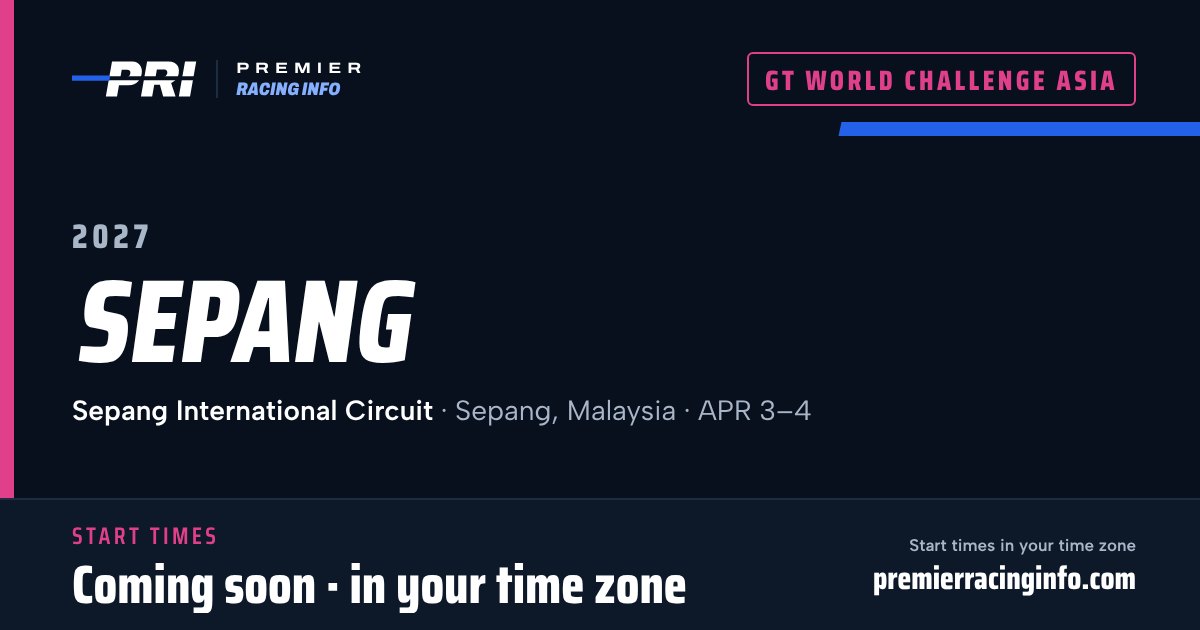 PRI
PREMIER
RACING INFO
GT WORLD CHALLENGE ASIA
2027
SEPANG
Sepang International Circuit · Sepang, Malaysia · APR 3–4
START TIMES
Coming soon · in your time zone
Start times in your time zone
premierracinginfo.com